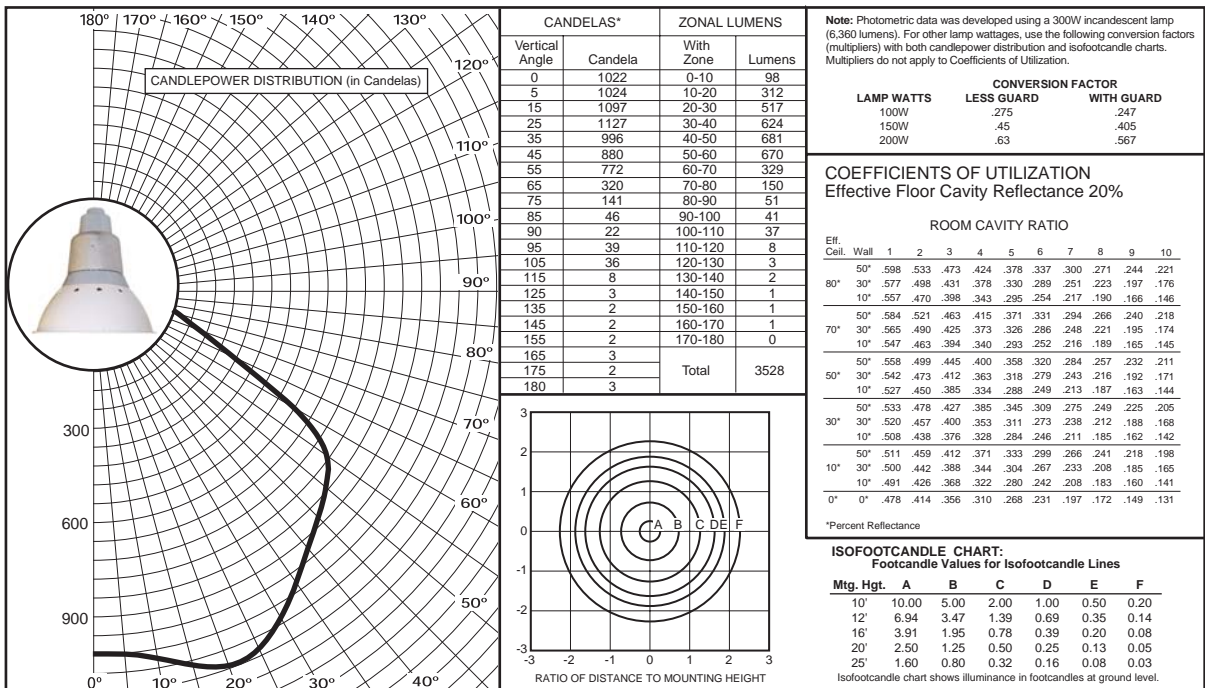 180º 170º 160º 150º 140º 130º
120º
CANDLEPOWER DISTRIBUTION (in Candelas)
110º
100º
90º
80º
300
70º
600
60º
900
50º
0º 10º 20º 30º 40º
CANDELAS* ZONAL LUMENS
Vertical Angle Candela With Zone Lumens
0 1022 0-10 98
5 1024 10-20 312
15 1097 20-30 517
25 1127 30-40 624
35 996 40-50 681
45 880 50-60 670
55 772 60-70 329
65 320 70-80 150
75 141 80-90 51
85 46 90-100 41
90 22 100-110 37
95 39 110-120 8
105 36 120-130 3
115 8 130-140 2
125 3 140-150 1
135 2 150-160 1
145 2 160-170 1
155 2 170-180 0
165 3
175 2 Total 3528
180 3
3
2
1
0 A B C D E F
-1
-2
-3
-3 -2 -1 0 1 2 3
RATIO OF DISTANCE TO MOUNTING HEIGHT
Note: Photometric data was developed using a 300W incandescent lamp
(6,360 lumens). For other lamp wattages, use the following conversion factors
(multipliers) with both candlepower distribution and isofootcandle charts.
Multipliers do not apply to Coefficients of Utilization.
CONVERSION FACTOR
LAMP WATTS LESS GUARD WITH GUARD
100W .275 .247
150W .45 .405
200W .63 .567
COEFFICIENTS OF UTILIZATION
Effective Floor Cavity Reflectance 20%
ROOM CAVITY RATIO
Eff.
Ceil. Wall 1 2 3 4 5 6 7 8 9 10
50* .598 .533 .473 .424 .378 .337 .300 .271 .244 .221
80* 30* .577 .498 .431 .378 .330 .289 .251 .223 .197 .176
10* .557 .470 .398 .343 .295 .254 .217 .190 .166 .146
50* .584 .521 .463 .415 .371 .331 .294 .266 .240 .218
70* 30* .565 .490 .425 .373 .326 .286 .248 .221 .195 .174
10* .547 .463 .394 .340 .293 .252 .216 .189 .165 .145
50* .558 .499 .445 .400 .358 .320 .284 .257 .232 .211
50* 30* .542 .473 .412 .363 .318 .279 .243 .216 .192 .171
10* .527 .450 .385 .334 .288 .249 .213 .187 .163 .144
50* .533 .478 .427 .385 .345 .309 .275 .249 .225 .205
30* 30* .520 .457 .400 .353 .311 .273 .238 .212 .188 .168
10* .508 .438 .376 .328 .284 .246 .211 .185 .162 .142
50* .511 .459 .412 .371 .333 .299 .266 .241 .218 .198
10* 30* .500 .442 .388 .344 .304 .267 .233 .208 .185 .165
10* .491 .426 .368 .322 .280 .242 .208 .183 .160 .141
0* 0* .478 .414 .356 .310 .268 .231 .197 .172 .149 .131
*Percent Reflectance
ISOFOOTCANDLE CHART:
Footcandle Values for Isofootcandle Lines
Mtg. Hgt. A B C D E F
10' 10.00 5.00 2.00 1.00 0.50 0.20
12' 6.94 3.47 1.39 0.69 0.35 0.14
16' 3.91 1.95 0.78 0.39 0.20 0.08
20' 2.50 1.25 0.50 0.25 0.13 0.05
25' 1.60 0.80 0.32 0.16 0.08 0.03
Isofootcandle chart shows illuminance in footcandles at ground level.